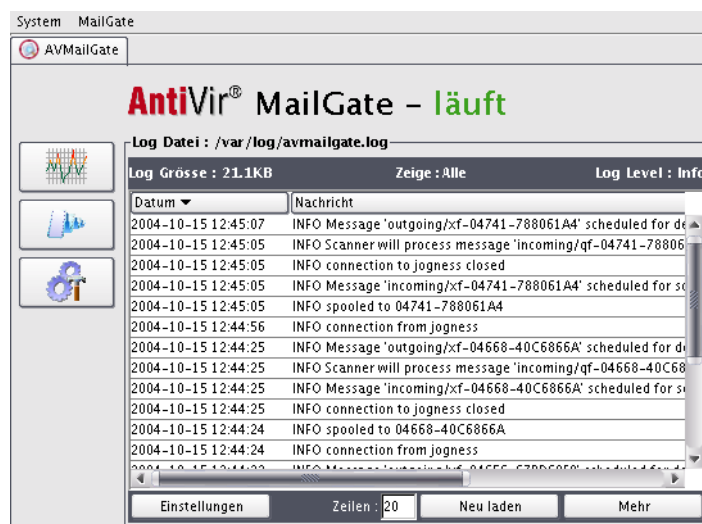 System MailGate
AVMailGate
AntiVir® MailGate – läuft
Log Datei : /var/log/avmailgate.log
Log Grösse : 21.1KB Zeige : Alle Log Level : Info
Datum Nachricht
2004-10-15 12:45:07 INFO Message 'outgoing/xf-04741-788061A4' scheduled for de
2004-10-15 12:45:05 INFO Scanner will process message 'incoming/qf-04741-78806
2004-10-15 12:45:05 INFO connection to jogness closed
2004-10-15 12:45:05 INFO Message 'incoming/xf-04741-788061A4' scheduled for sc
2004-10-15 12:45:05 INFO spooled to 04741-788061A4
2004-10-15 12:44:56 INFO connection from jogness
2004-10-15 12:44:25 INFO Message 'outgoing/xf-04668-40C6866A' scheduled for de
2004-10-15 12:44:25 INFO Scanner will process message 'incoming/qf-04668-40C68
2004-10-15 12:44:25 INFO Message 'incoming/xf-04668-40C6866A' scheduled for sc
2004-10-15 12:44:25 INFO connection to jogness closed
2004-10-15 12:44:24 INFO spooled to 04668-40C6866A
2004-10-15 12:44:24 INFO connection from jogness
Einstellungen Zeilen : 20 Neu laden Mehr